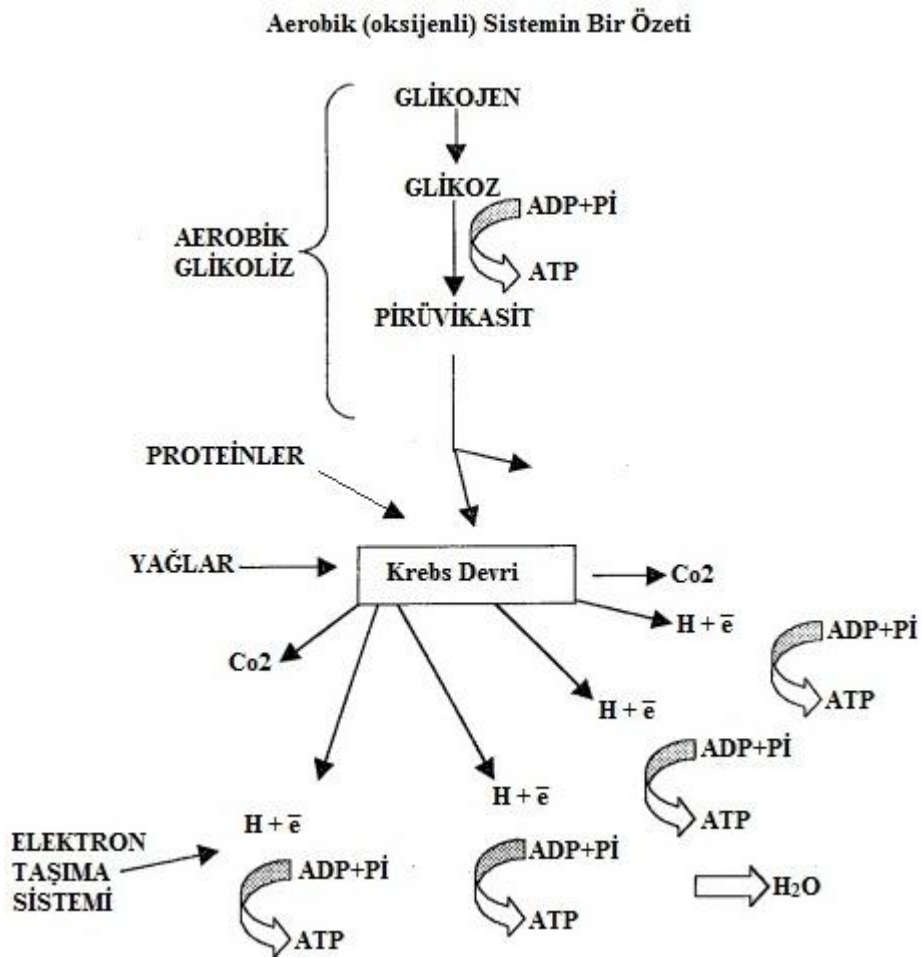 Aerobik (oksijenli) Sistemin Bir Özeti
GLİKOJEN
GLİKOZ
ADP+Pİ
AEROBİK
GLİKOLİZ
ATP
PİRÜVİKASİT
PROTEİNLER
YAĞLAR
Krebs Devri
Co2
Co2
H + e̅
ADP+Pİ
ATP
H + e̅
ADP+Pİ
ATP
H + e̅
ADP+Pİ
ATP
H + e̅
ADP+Pİ
ATP
ELEKTRON
TAŞIMA
SİSTEMİ
H₂O